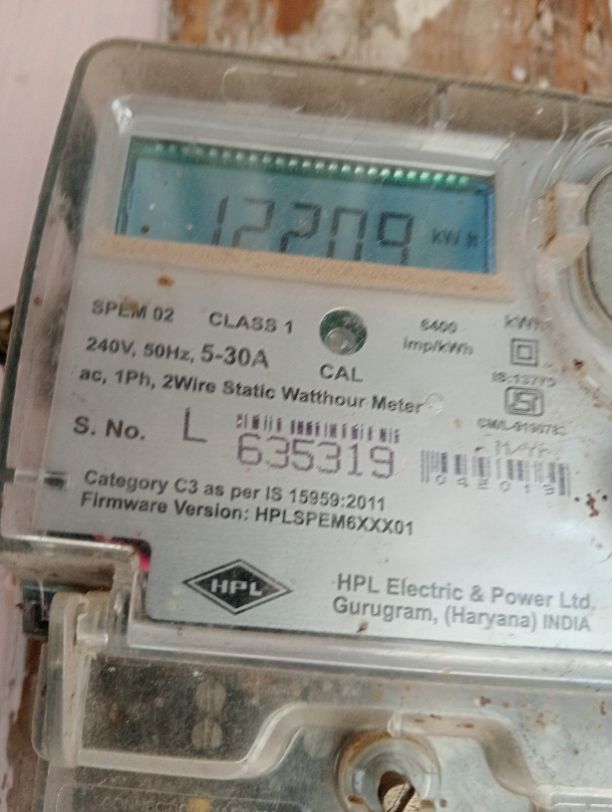 12209 kWh
SPEM 02 CLASS 1 6400 kWh
240V, 50Hz, 5-30A imp/kWh
CAL
ac, 1Ph, 2Wire Static Watthour Meter
S. No. L 635319
Category C3 as per IS 15959:2011
Firmware Version: HPLSPEM6XXX01
HPL
HPL Electric & Power Ltd.
Gurugram, (Haryana) INDIA